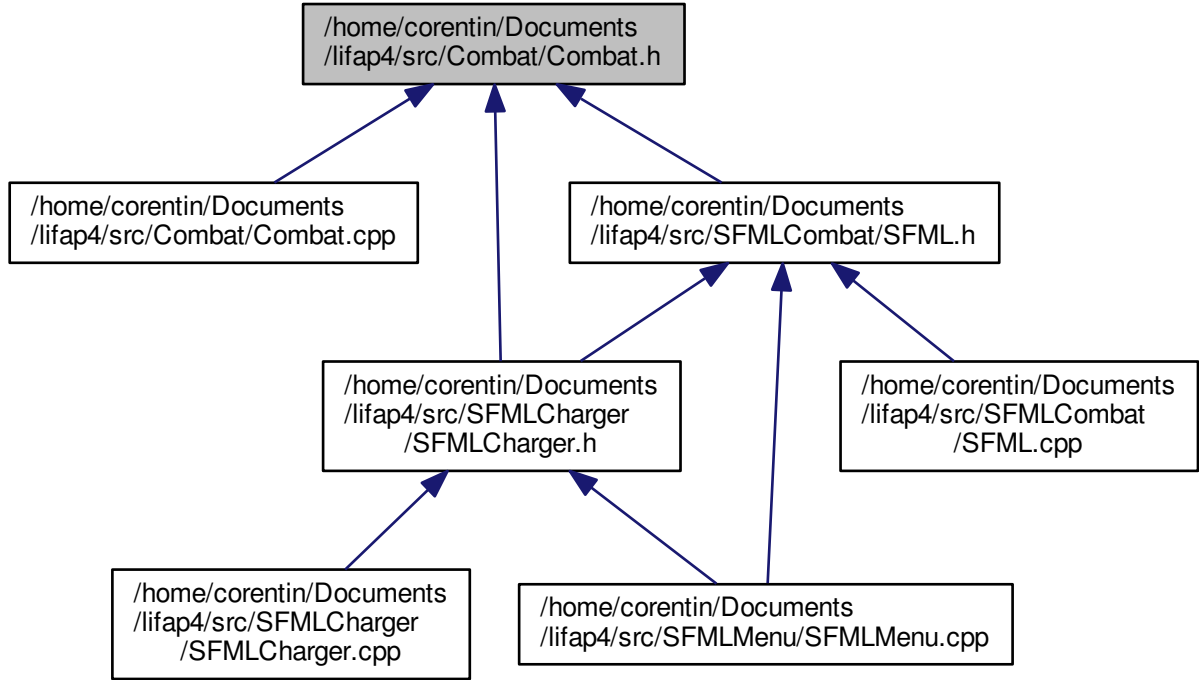 /home/corentin/Documents
/lifap4/src/Combat/Combat.h
/home/corentin/Documents
/lifap4/src/Combat/Combat.cpp
/home/corentin/Documents
/lifap4/src/SFMLCombat/SFML.h
/home/corentin/Documents
/lifap4/src/SFMLCharger
/SFMLCharger.h
/home/corentin/Documents
/lifap4/src/SFMLCombat
/SFML.cpp
/home/corentin/Documents
/lifap4/src/SFMLCharger
/SFMLCharger.cpp
/home/corentin/Documents
/lifap4/src/SFMLMenu/SFMLMenu.cpp